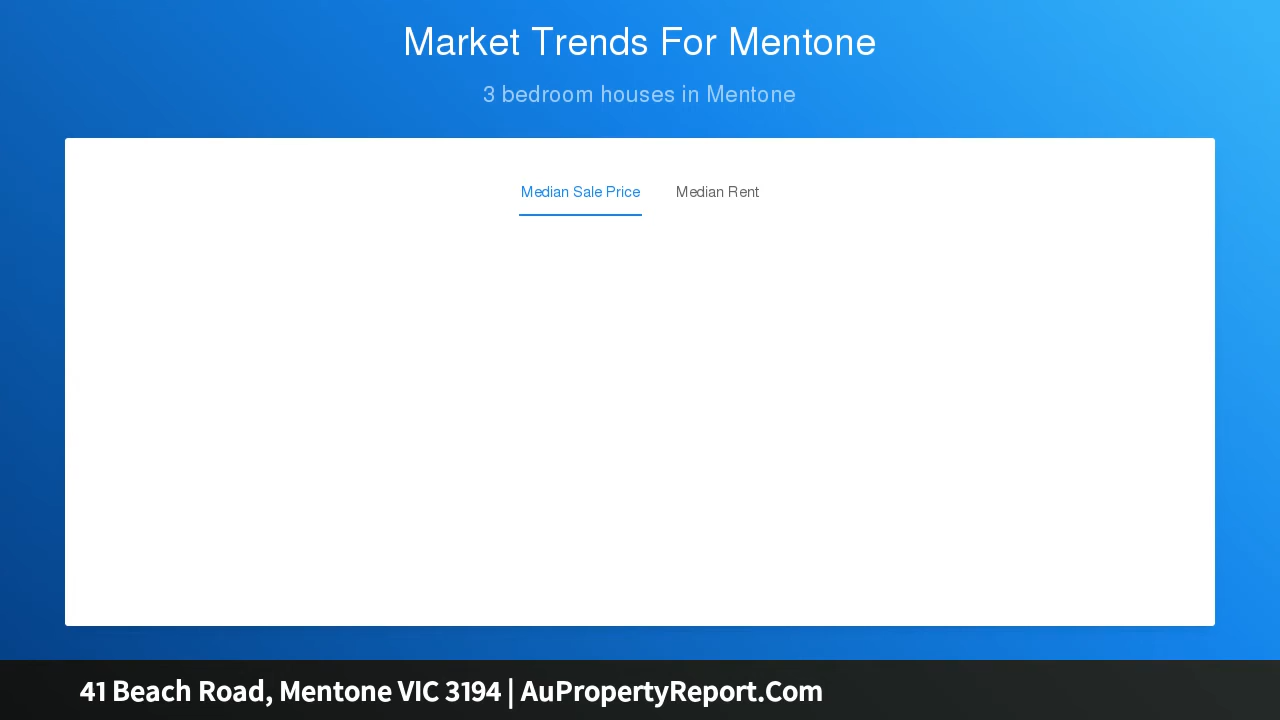 Market Trends For Mentone
3 bedroom houses in Mentone
Median Sale Price Median Rent
41 Beach Road, Mentone VIC 3194 | AuPropertyReport.Com